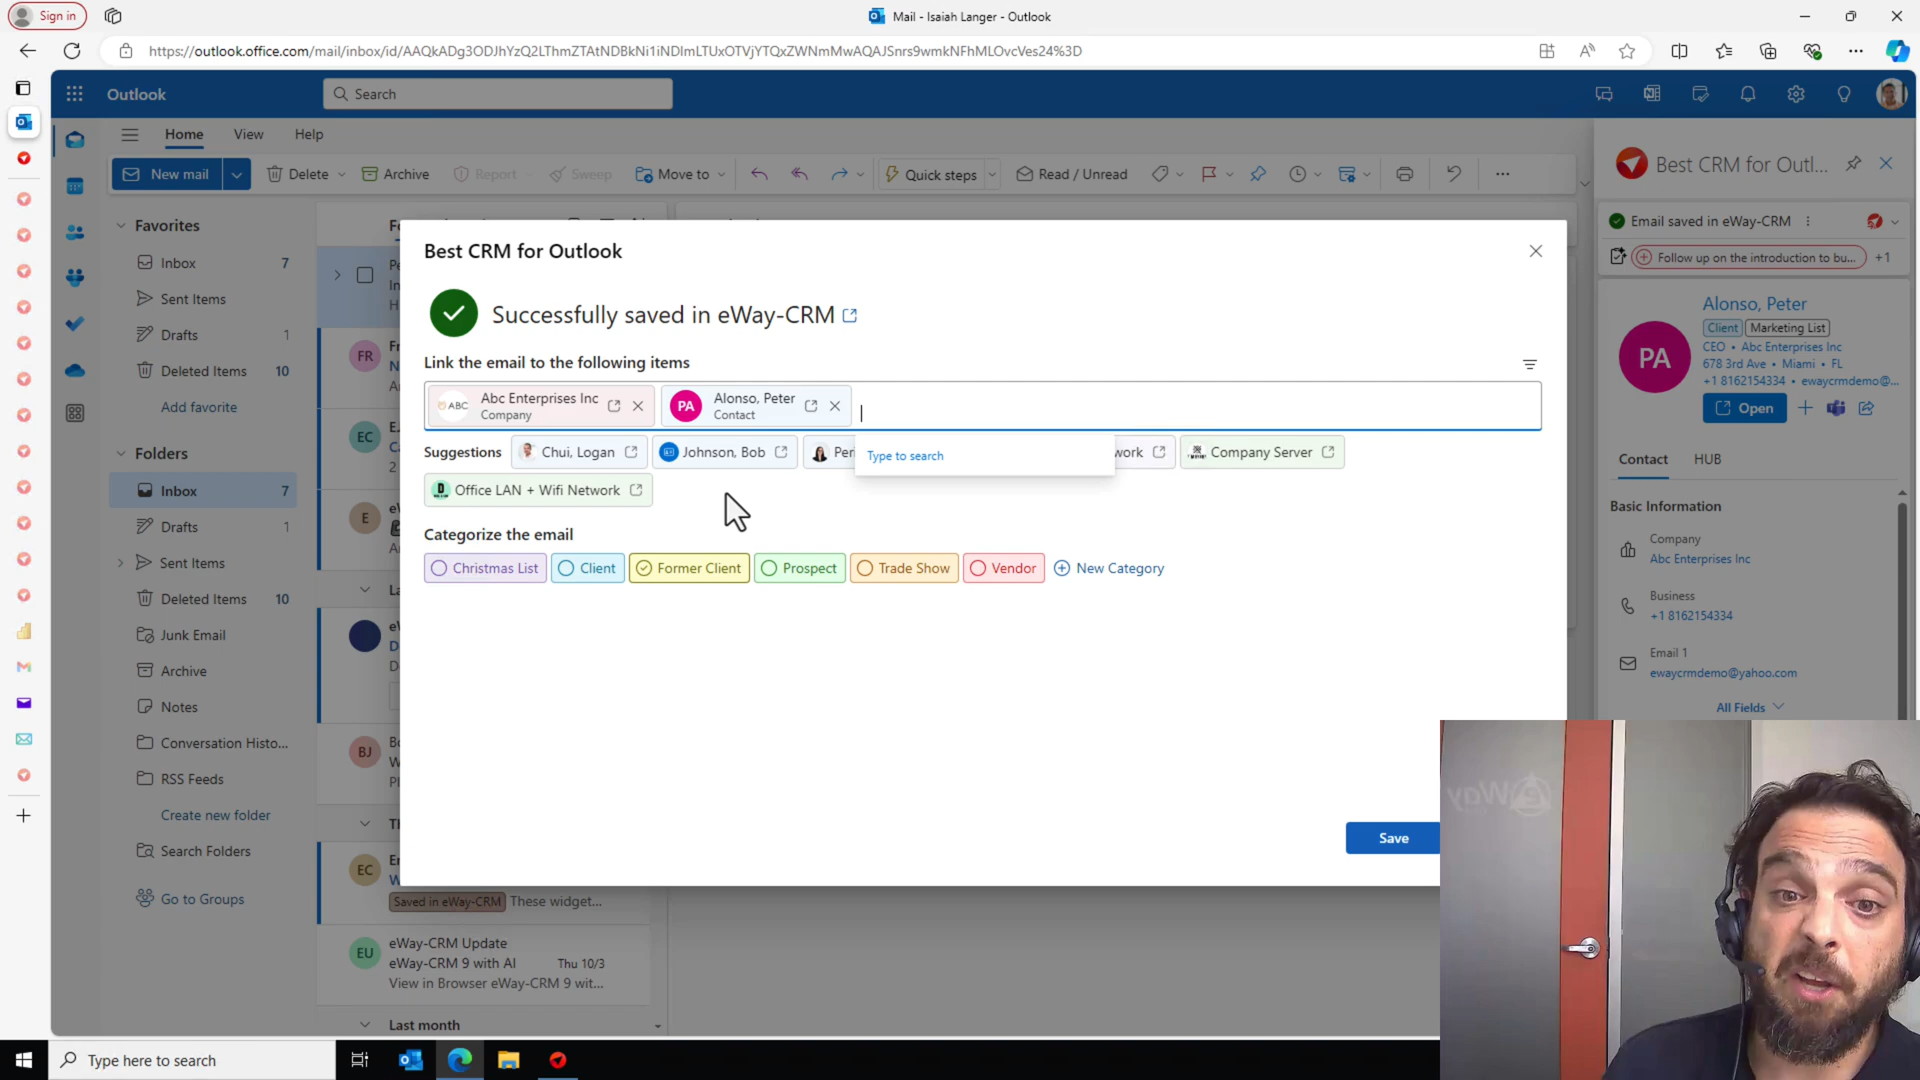 Sign in
Mail - Isaiah Langer - Outlook
https://outlook.office.com/mail/inbox/id/AAQkADg3ODJhYzQ2LThmZTAtNDBkNi1iNDlmLTUxOTVjYTQxZWNmMwAQAJSnrs9wmkNFhMLOvcVes24%3D
Outlook
Search
Home
View
Help
New mail
Delete
Archive
Report
Sweep
Move to
Quick steps
Read / Unread
Favorites
Inbox 7
Sent Items
Drafts 1
Deleted Items 10
Add favorite
Folders
Inbox 7
Drafts 1
Sent Items
Deleted Items 10
Junk Email
Archive
Notes
Conversation Histo...
RSS Feeds
Create new folder
Search Folders
Go to Groups
FR
EC
E
BJ
EC
Saved in eWay-CRM These widget...
EU
eWay-CRM Update
eWay-CRM 9 with AI Thu 10/3
View in Browser eWay-CRM 9 wit...
Last month
Best CRM for Outlook
Successfully saved in eWay-CRM
Link the email to the following items
ABC
Abc Enterprises Inc
Company
PA
Alonso, Peter
Contact
Suggestions
Chui, Logan
Johnson, Bob
Type to search
Company Server
Office LAN + Wifi Network
Categorize the email
Christmas List
Client
Former Client
Prospect
Trade Show
Vendor
New Category
Save
Best CRM for Outl...
Email saved in eWay-CRM
Follow up on the introduction to bu...
+1
PA
Alonso, Peter
Client
Marketing List
CEO • Abc Enterprises Inc
678 3rd Ave • Miami • FL
+1 8162154334 • ewaycrmdemo@...
Open
Contact
HUB
Basic Information
Company
Abc Enterprises Inc
Business
+1 8162154334
Email 1
ewaycrmdemo@yahoo.com
All Fields
eWay
Type here to search